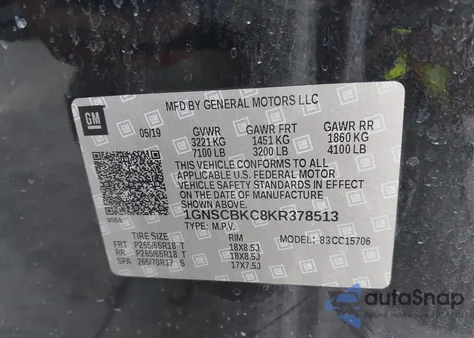 MFD BY GENERAL MOTORS LLC
GM
05/19 GVWR GAWR FRT GAWR RR
3221 KG 1451 KG 1860 KG
7100 LB 3200 LB 4100 LB
THIS VEHICLE CONFORMS TO ALL
APPLICABLE U.S. FEDERAL MOTOR
VEHICLE SAFETY STANDARDS IN EFFECT
ON THE DATE OF MANUFACTURE
SHOWN ABOVE.
1GNSCBKC8KR378513
TYPE: M.P.V.
TIRE SIZE RIM MODEL: 83CC15706
FRT P265/65R18 T 18X8.5J
RR P265/65R18 T 18X8.5J
SPA 265/70R17 S 17X7.5J
autoSnap